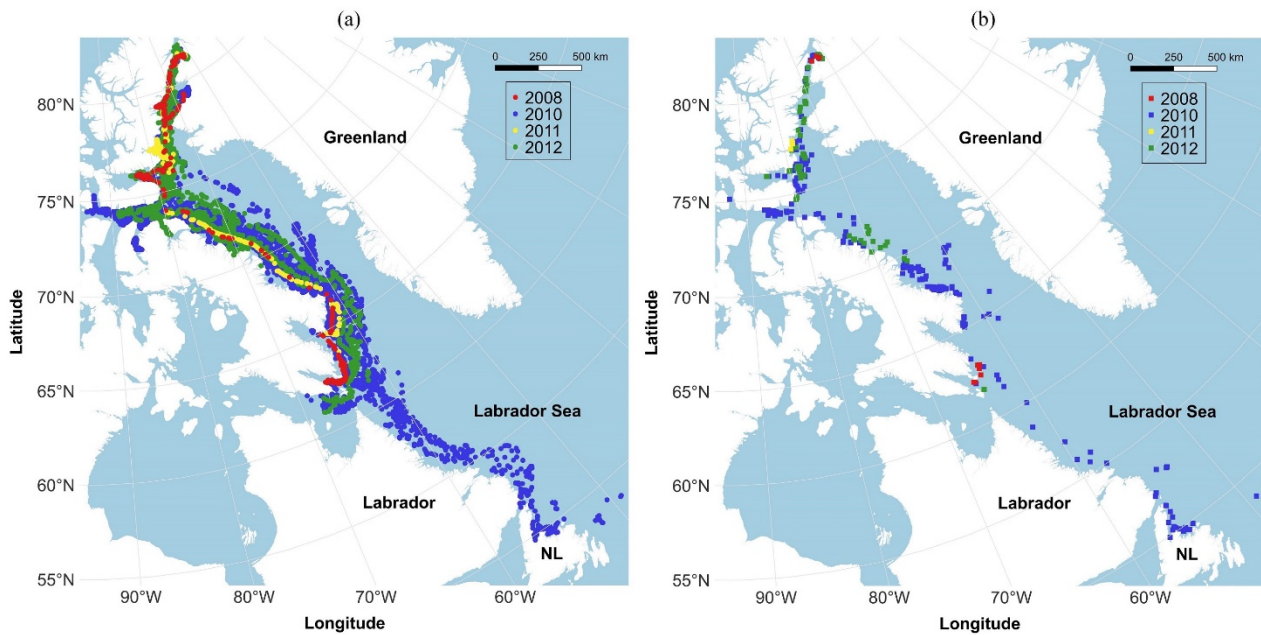 (a)
0 250 500 km
2008
2010
2011
2012
Greenland
Labrador Sea
Labrador
NL
80°N
75°N
70°N
65°N
60°N
55°N
Latitude
90°W 80°W 70°W 60°W
Longitude
(b)
0 250 500 km
2008
2010
2011
2012
Greenland
Labrador Sea
Labrador
NL
80°N
75°N
70°N
65°N
60°N
55°N
Latitude
90°W 80°W 70°W 60°W
Longitude